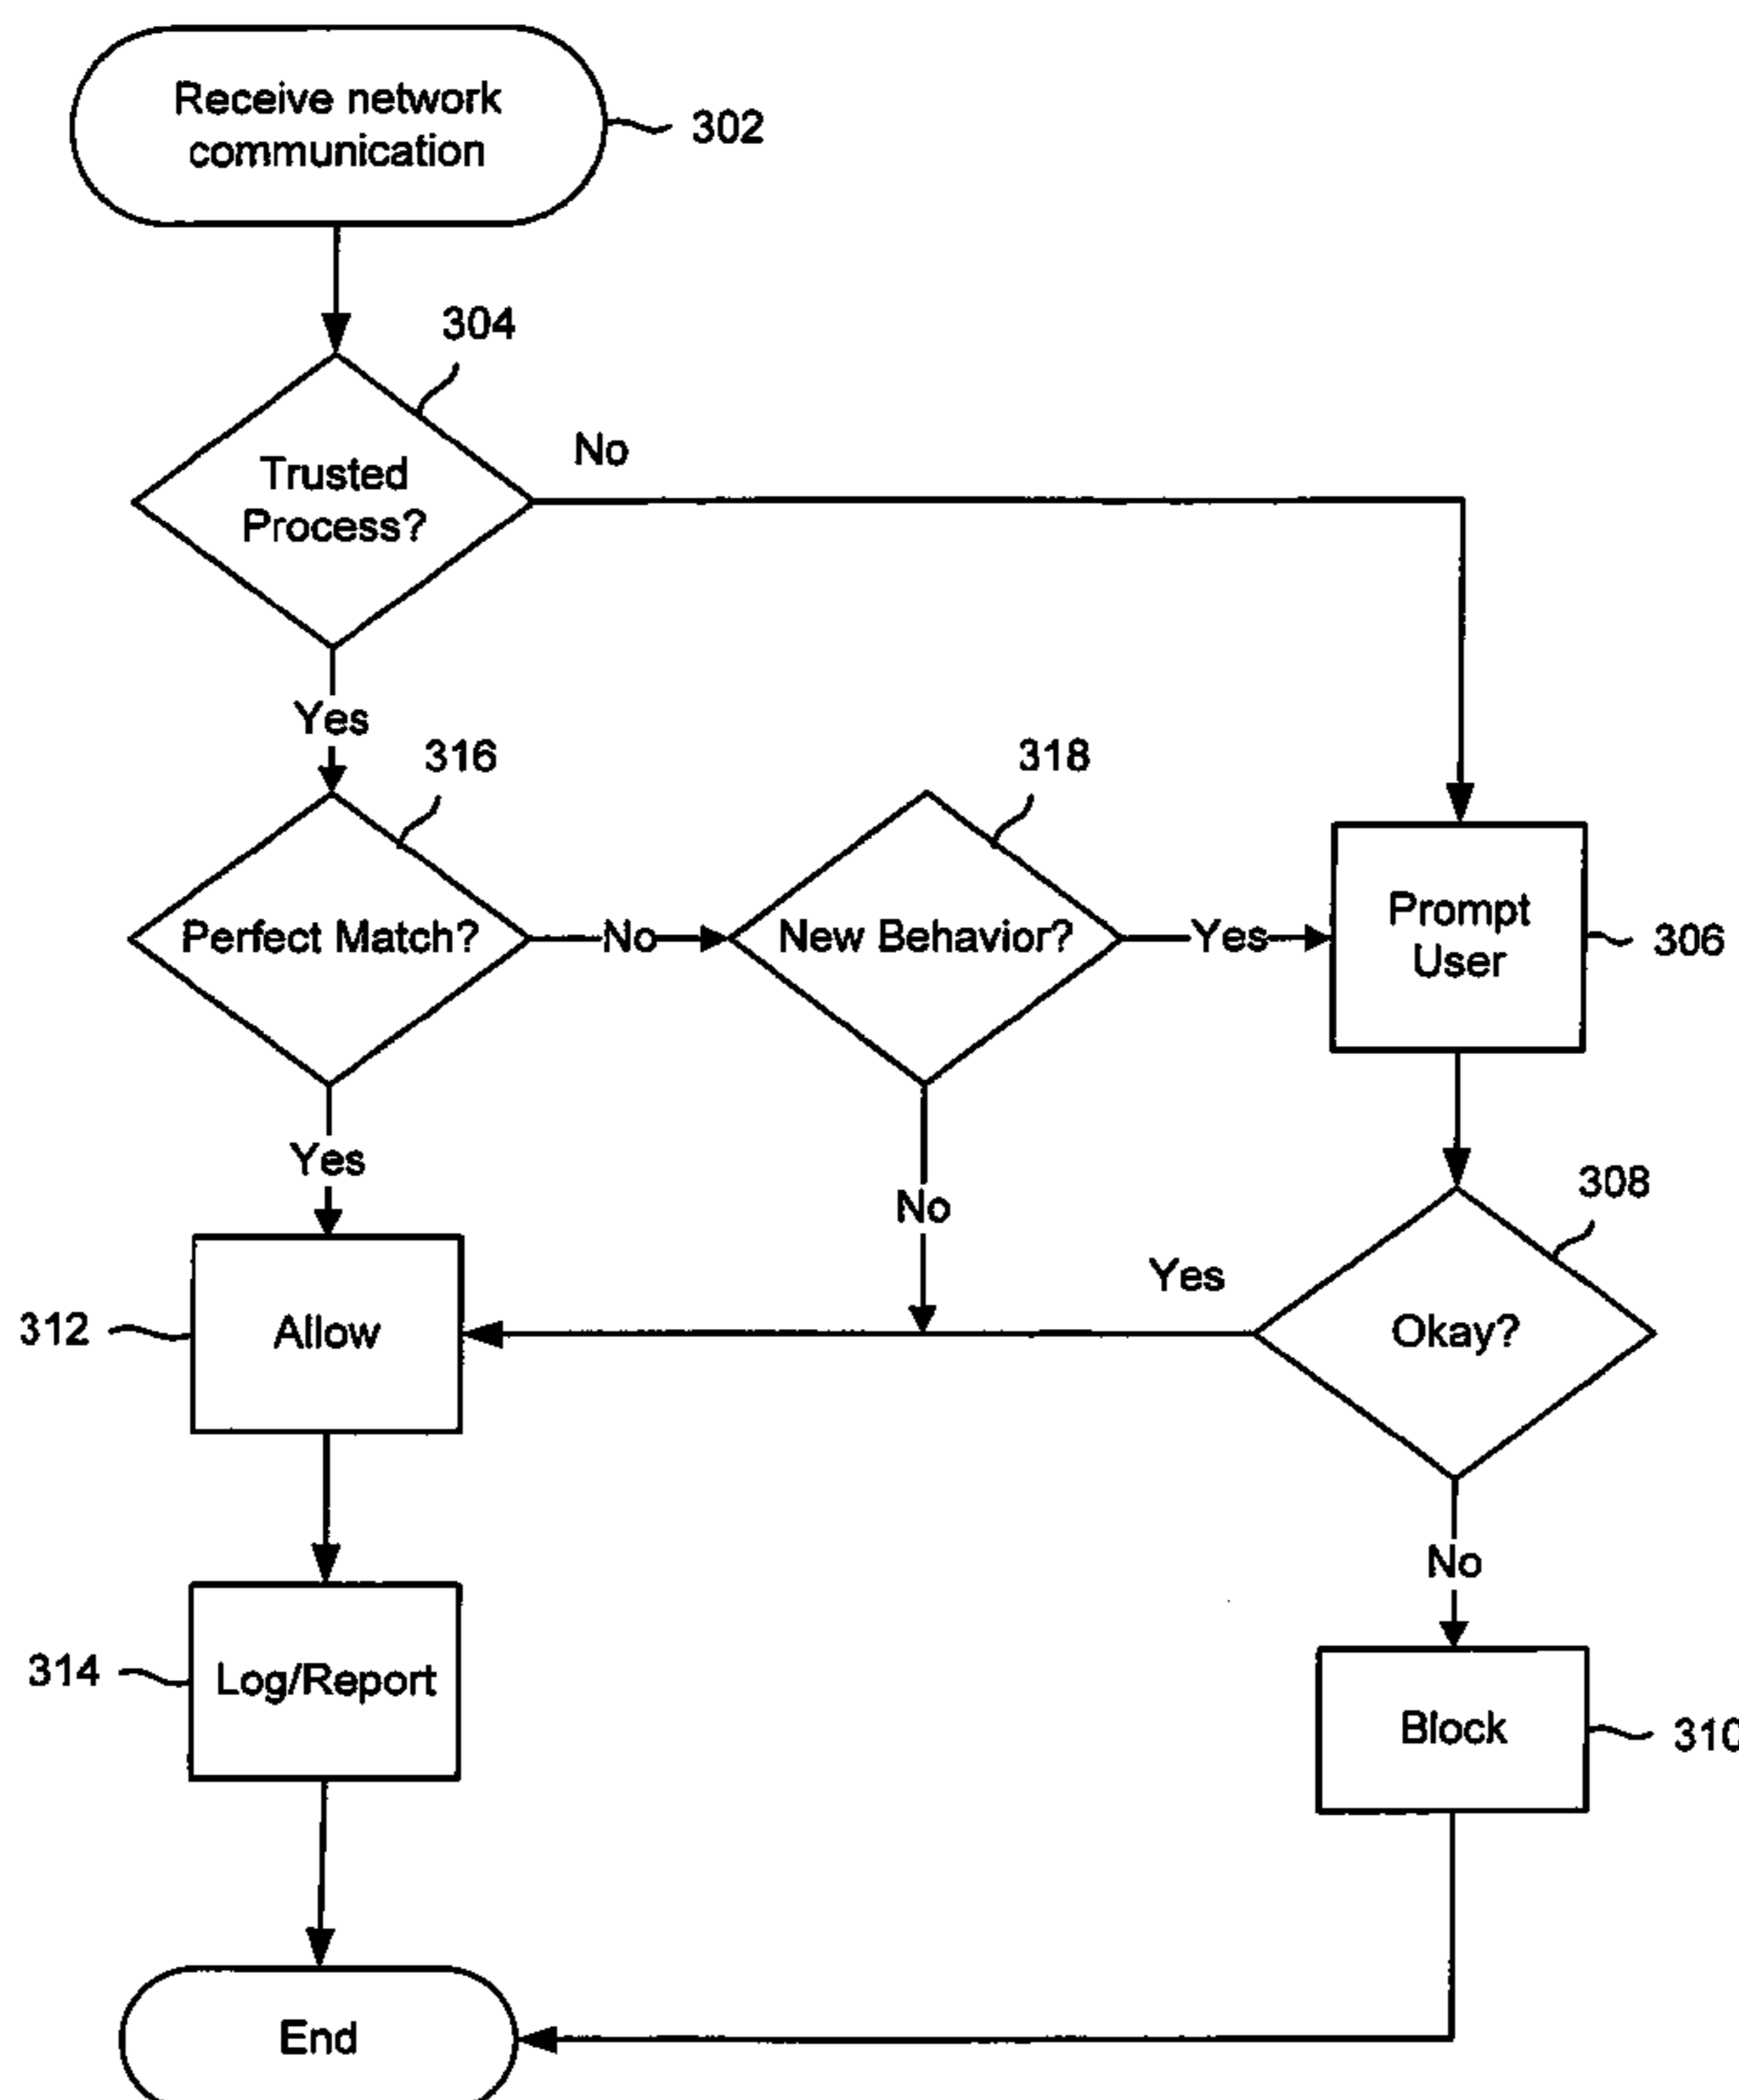 Receive network
communication
302
304
Trusted
Process?
No
Yes
316
318
Perfect Match?
No
New Behavior?
Yes
Prompt
User
306
Yes
No
308
Yes
312
Allow
Okay?
No
314
Log/Report
Block
310
End